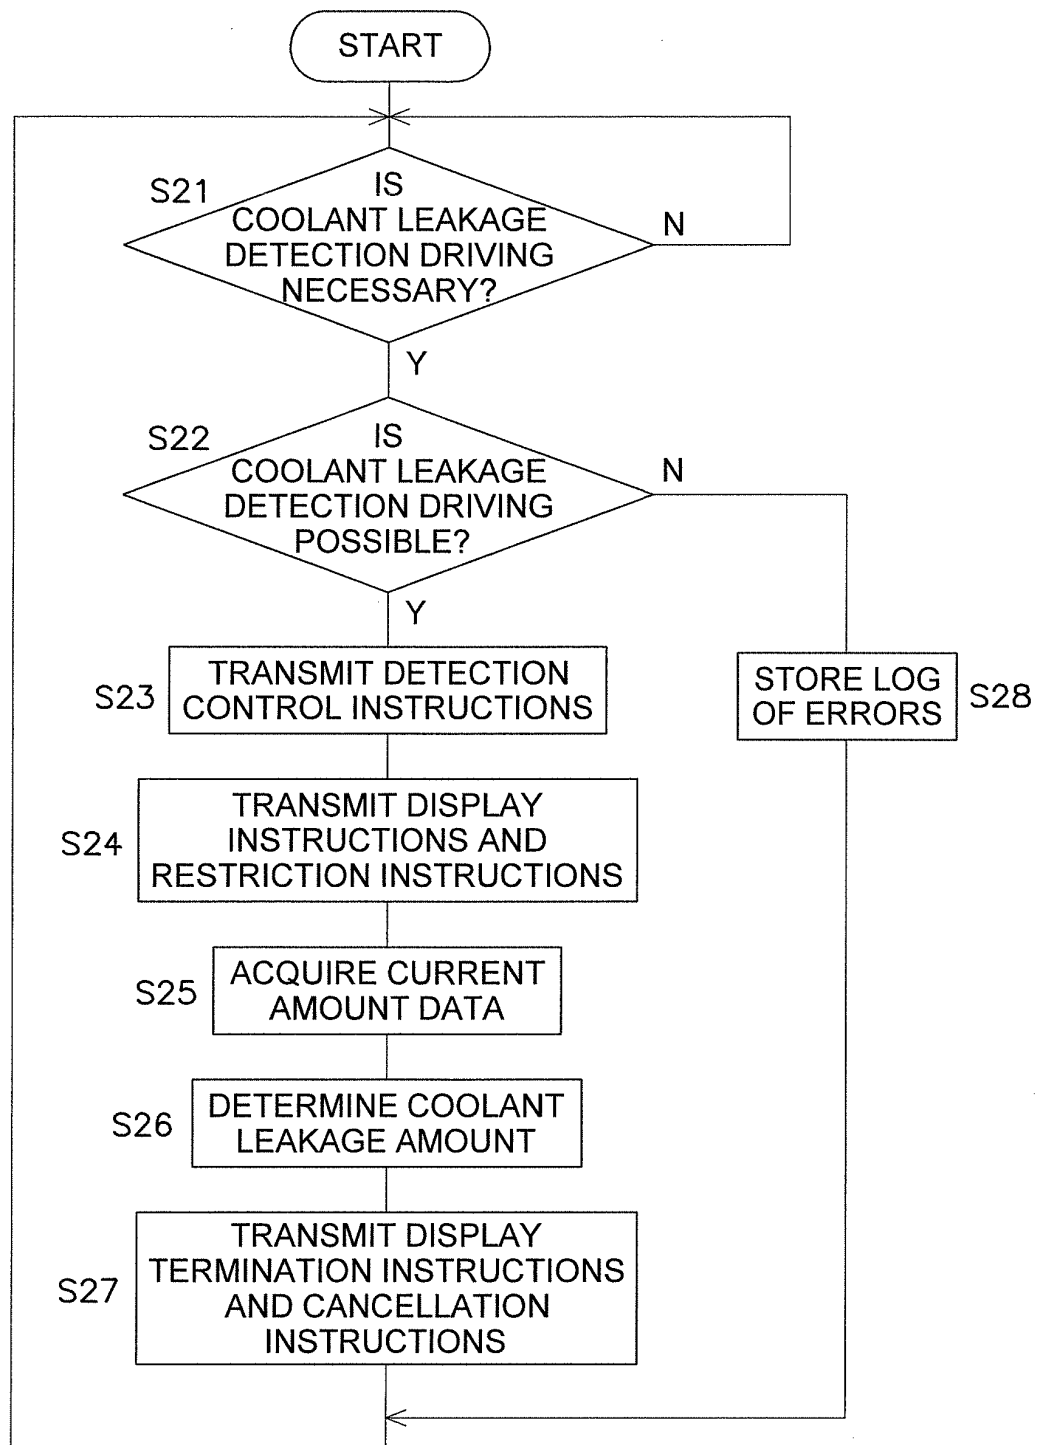 START
S21
IS
COOLANT LEAKAGE
DETECTION DRIVING
NECESSARY?
N
Y
S22
IS
COOLANT LEAKAGE
DETECTION DRIVING
POSSIBLE?
N
Y
S23
TRANSMIT DETECTION
CONTROL INSTRUCTIONS
STORE LOG
OF ERRORS
S28
S24
TRANSMIT DISPLAY
INSTRUCTIONS AND
RESTRICTION INSTRUCTIONS
S25
ACQUIRE CURRENT
AMOUNT DATA
S26
DETERMINE COOLANT
LEAKAGE AMOUNT
S27
TRANSMIT DISPLAY
TERMINATION INSTRUCTIONS
AND CANCELLATION
INSTRUCTIONS